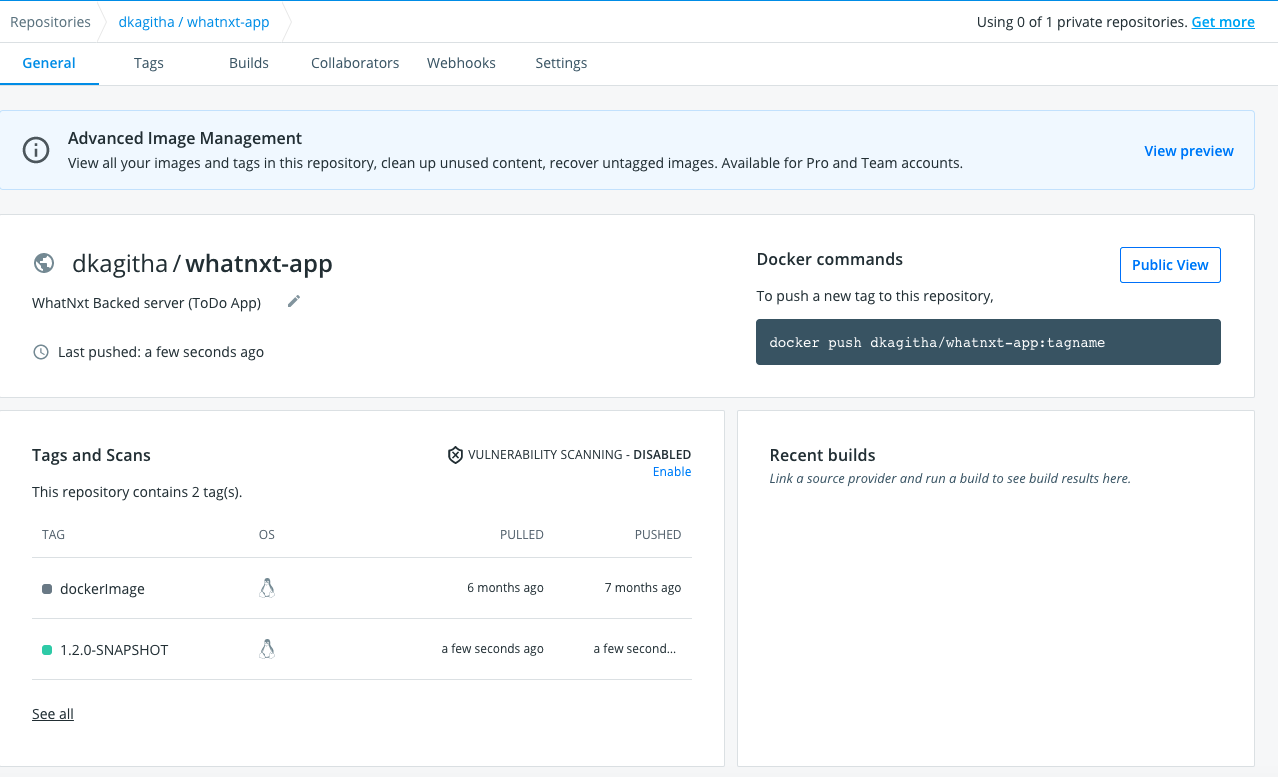 Repositories dkagitha / whatnxt-app Using 0 of 1 private repositories. Get more
General Tags Builds Collaborators Webhooks Settings
Advanced Image Management
View all your images and tags in this repository, clean up unused content, recover untagged images. Available for Pro and Team accounts.
View preview
dkagitha / whatnxt-app
WhatNxt Backed server (ToDo App)
Last pushed: a few seconds ago
Docker commands
Public View
To push a new tag to this repository,
docker push dkagitha/whatnxt-app:tagname
Tags and Scans
VULNERABILITY SCANNING - DISABLED
Enable
This repository contains 2 tag(s).
TAG OS PULLED PUSHED
dockerImage 6 months ago 7 months ago
1.2.0-SNAPSHOT a few seconds ago a few second...
See all
Recent builds
Link a source provider and run a build to see build results here.